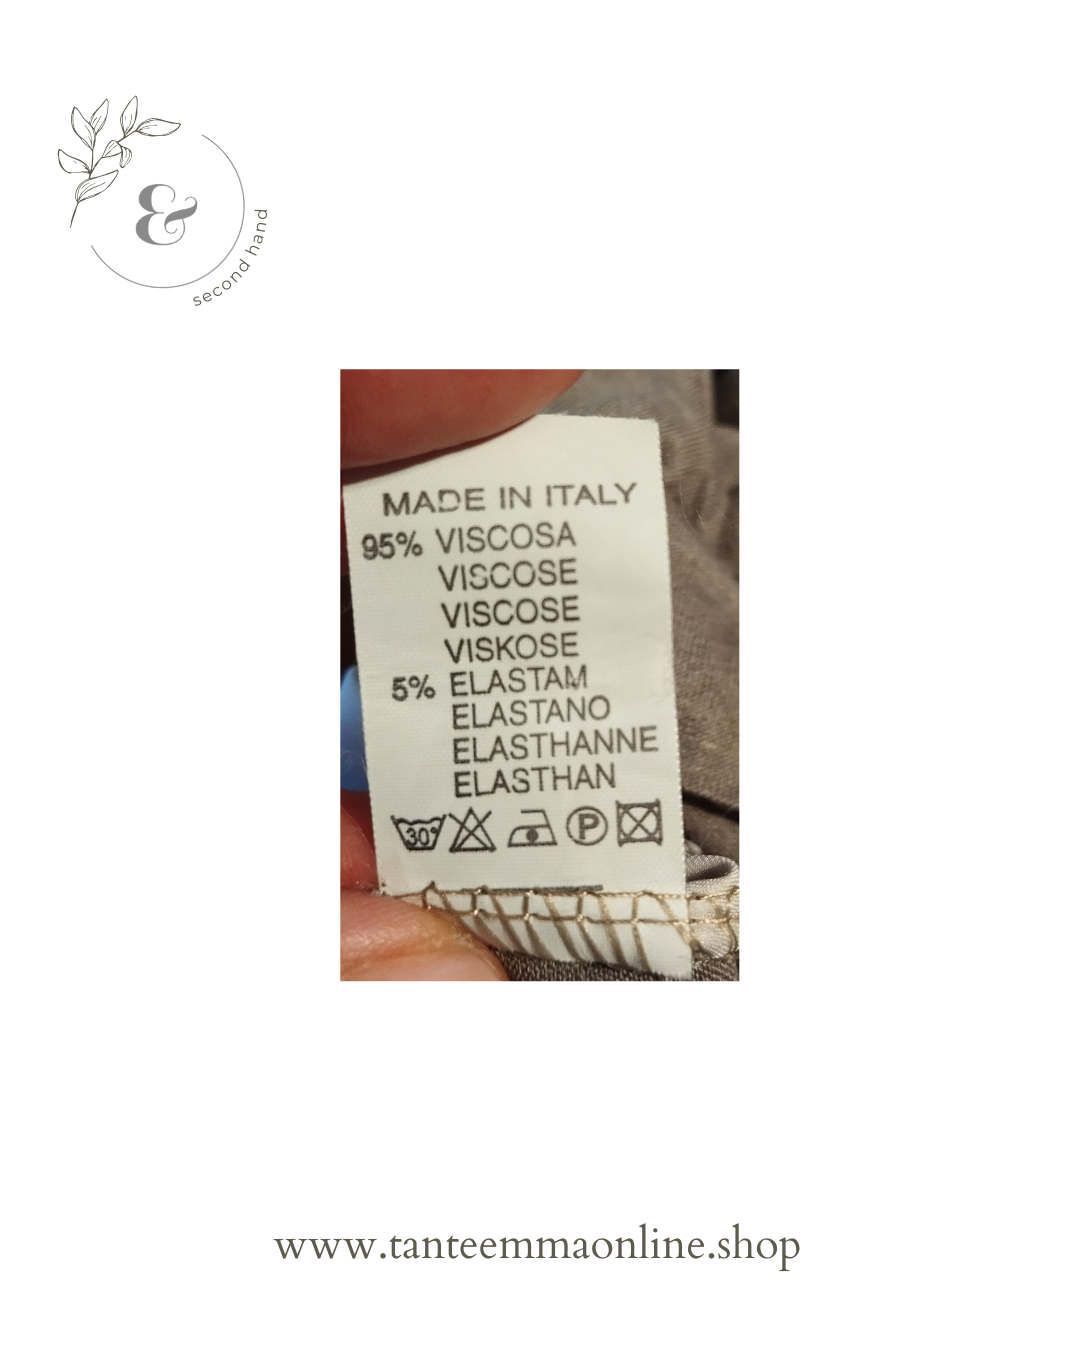 &
second hand
MADE IN ITALY
95% VISCOSA
VISCOSE
VISCOSE
VISKOSE
5% ELASTAM
ELASTANO
ELASTHANNE
ELASTHAN
30° P
www.tanteemmaonline.shop